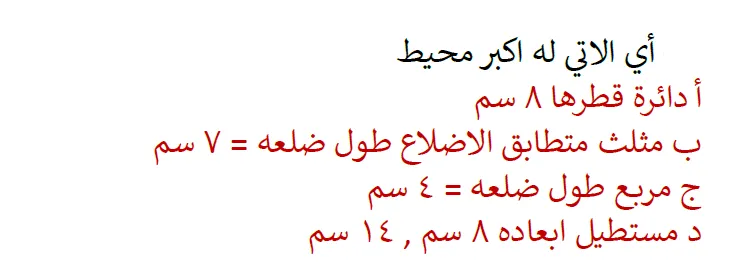 أي الاتي له اكبر محيط
أ دائرة قطرها ٨ سم
ب مثلث متطابق الاضلاع طول ضلعه = ٧ سم
ج مربع طول ضلعه = ٤ سم
د مستطيل ابعاده ٨ سم , ١٤ سم